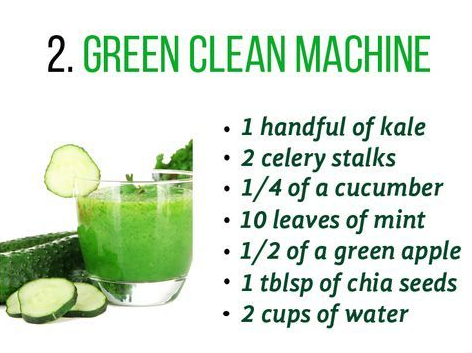 2. GREEN CLEAN MACHINE
• 1 handful of kale
• 2 celery stalks
• 1/4 of a cucumber
• 10 leaves of mint
• 1/2 of a green apple
• 1 tblsp of chia seeds
• 2 cups of water